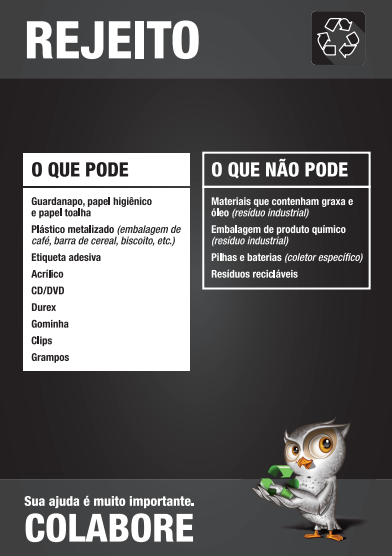 REJEITO
O QUE PODE
Guardanapo, papel higiênico
e papel toalha
Plástico metalizado (embalagem de
café, barra de cereal, biscoito, etc.)
Etiqueta adesiva
Acrílico
CD/DVD
Durex
Gominha
Clips
Grampos
O QUE NÃO PODE
Materiais que contenham graxa e
óleo (resíduo industrial)
Embalagem de produto químico
(resíduo industrial)
Pilhas e baterias (coletor específico)
Resíduos recicláveis
Sua ajuda é muito importante.
COLABORE